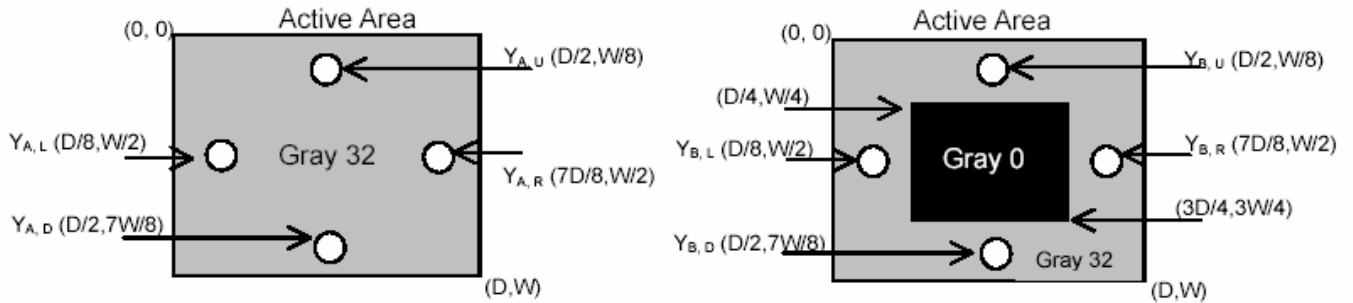 Active Area
(0, 0)
Y_A, U (D/2,W/8)
Y_A, L (D/8,W/2)
Gray 32
Y_A, R (7D/8,W/2)
Y_A, D (D/2,7W/8)
(D,W)
Active Area
(0, 0)
Y_B, U (D/2,W/8)
(D/4,W/4)
Y_B, L (D/8,W/2)
Gray 0
Y_B, R (7D/8,W/2)
(3D/4,3W/4)
Y_B, D (D/2,7W/8)
Gray 32
(D,W)